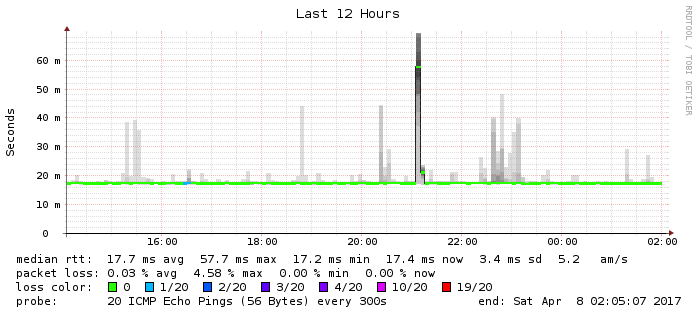 Last 12 Hours
RRDTOOL / TOBI OETIKER
Seconds
60 m
50 m
40 m
30 m
20 m
10 m
0
16:00 18:00 20:00 22:00 00:00 02:00
median rtt: 17.7 ms avg 57.7 ms max 17.2 ms min 17.4 ms now 3.4 ms sd 5.2 am/s
packet loss: 0.03 % avg 4.58 % max 0.00 % min 0.00 % now
loss color: 0 1/20 2/20 3/20 4/20 10/20 19/20
probe: 20 ICMP Echo Pings (56 Bytes) every 300s end: Sat Apr 8 02:05:07 2017